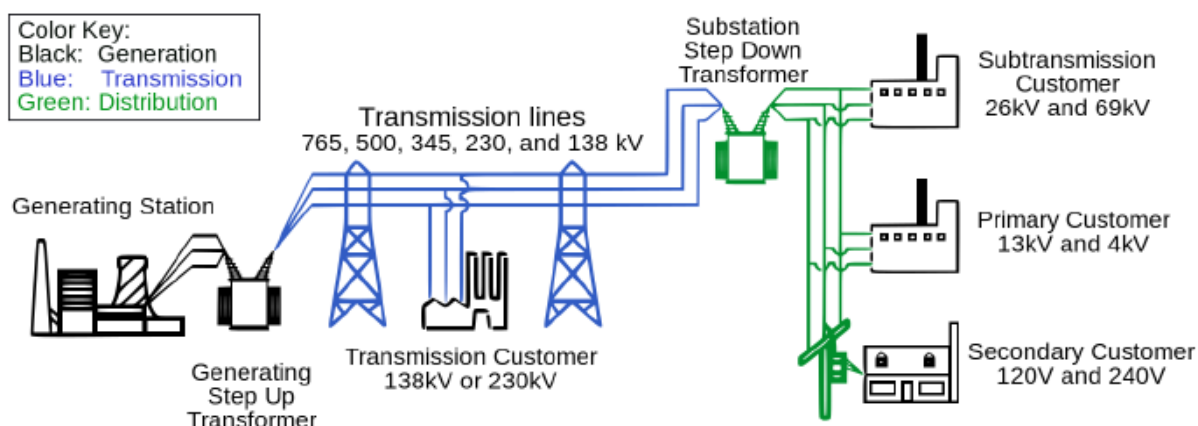 Color Key:
Black: Generation
Blue: Transmission
Green: Distribution
Generating Station
Generating
Step Up
Transformer
Transmission lines
765, 500, 345, 230, and 138 kV
Transmission Customer
138kV or 230kV
Substation
Step Down
Transformer
Subtransmission
Customer
26kV and 69kV
Primary Customer
13kV and 4kV
Secondary Customer
120V and 240V